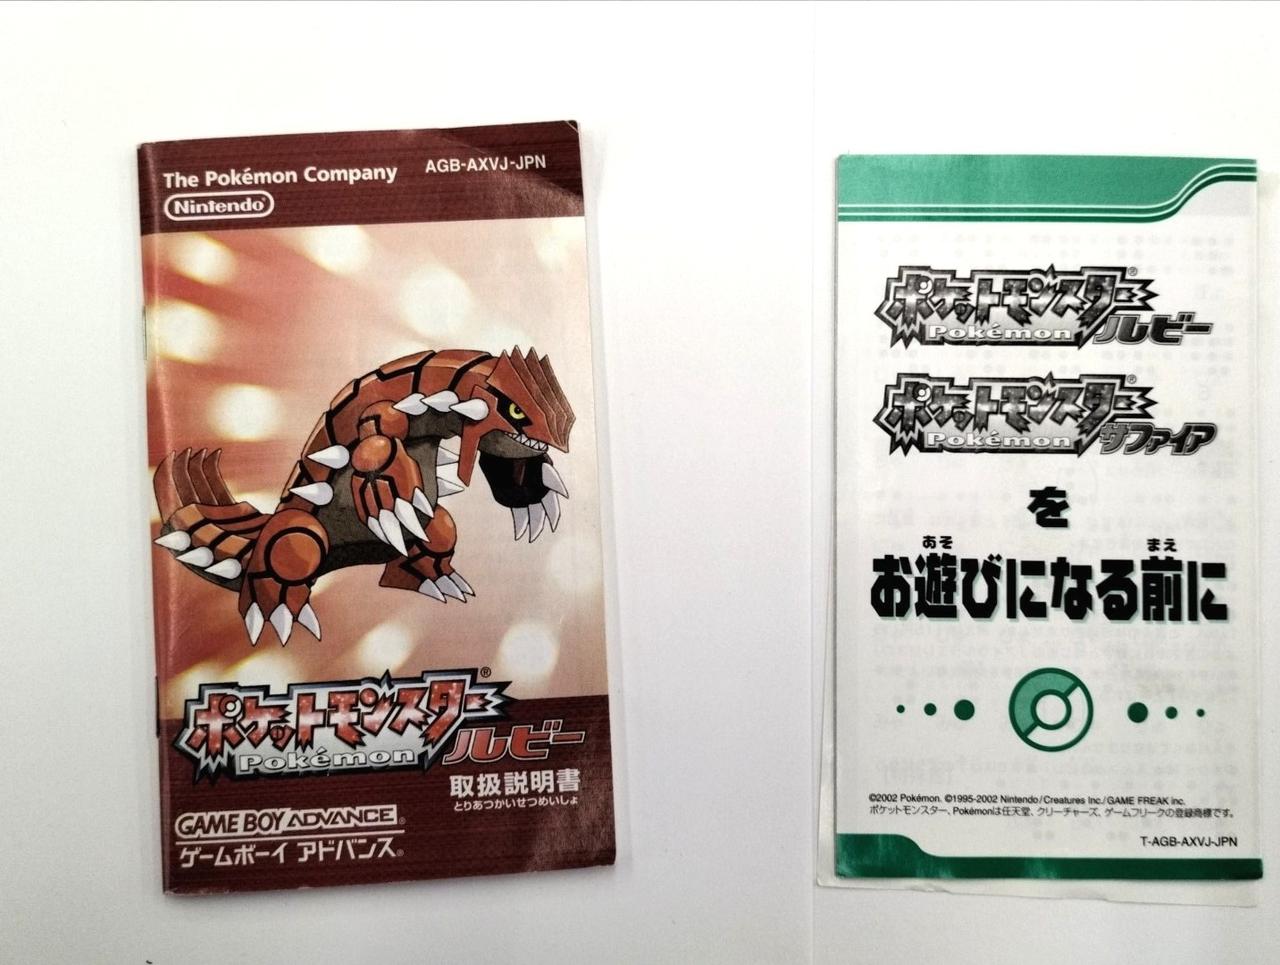 The Pokémon Company
AGB-AXVJ-JPN
Nintendo®
ポケットモンスター®
Pokémon
ルビー
取扱説明書
とりあつかいせつめいしょ
GAME BOY ADVANCE®
ゲームボーイ アドバンス®
ポケットモンスター®
Pokémon
ルビー
ポケットモンスター®
Pokémon
サファイア
を
あそ まえ
お遊びになる前に
©2002 Pokémon. ©1995-2002 Nintendo/Creatures Inc./GAME FREAK inc.
ポケットモンスター、Pokémonは任天堂、クリーチャーズ、ゲームフリークの登録商標です。
T-AGB-AXVJ-JPN